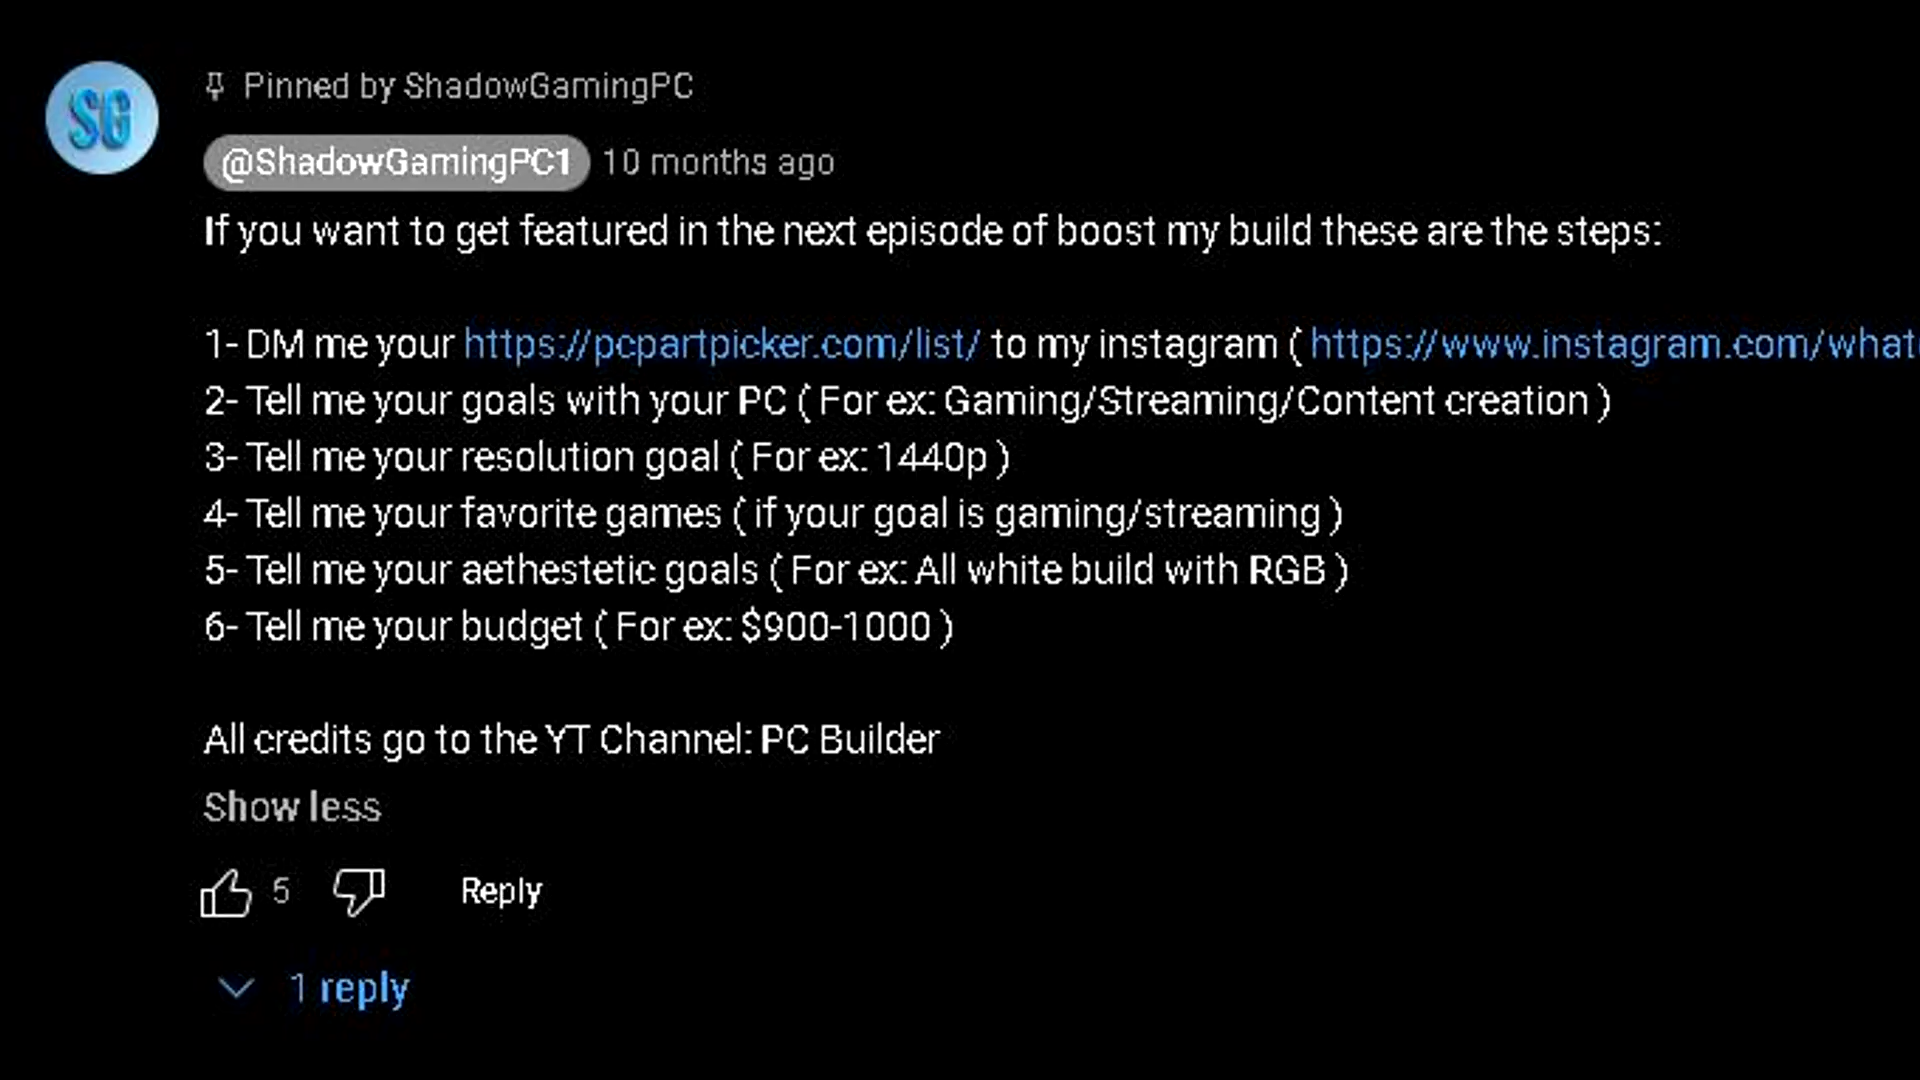 SG
Pinned by ShadowGamingPC
@ShadowGamingPC1 10 months ago
If you want to get featured in the next episode of boost my build these are the steps:
1- DM me your https://pcpartpicker.com/list/ to my instagram ( https://www.instagram.com/what
2- Tell me your goals with your PC ( For ex: Gaming/Streaming/Content creation )
3- Tell me your resolution goal ( For ex: 1440p )
4- Tell me your favorite games ( if your goal is gaming/streaming )
5- Tell me your aethestetic goals ( For ex: All white build with RGB )
6- Tell me your budget ( For ex: $900-1000 )
All credits go to the YT Channel: PC Builder
Show less
5 Reply
1 reply